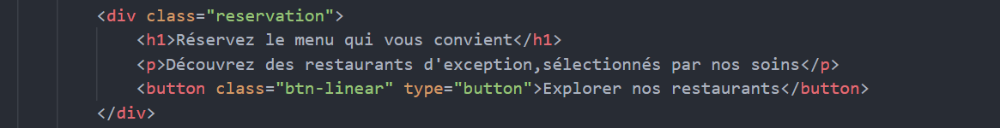 <div class="reservation">
<h1>Réservez le menu qui vous convient</h1>
<p>Découvrez des restaurants d'exception,sélectionnés par nos soins</p>
<button class="btn-linear" type="button">Explorer nos restaurants</button>
</div>